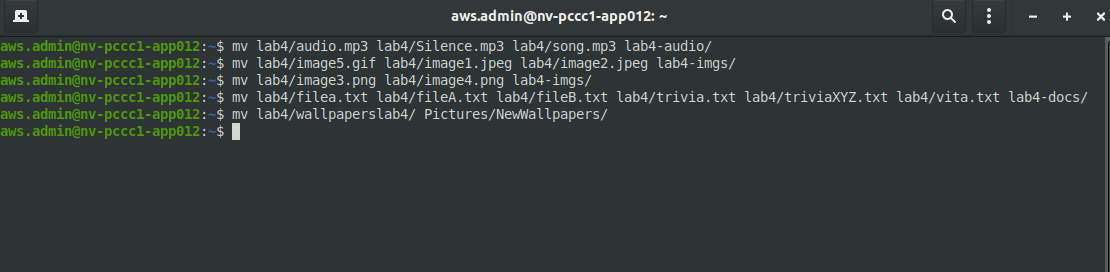 aws.admin@nv-pccc1-app012: ~
aws.admin@nv-pccc1-app012:~$ mv lab4/audio.mp3 lab4/Silence.mp3 lab4/song.mp3 lab4-audio/
aws.admin@nv-pccc1-app012:~$ mv lab4/image5.gif lab4/image1.jpeg lab4/image2.jpeg lab4-imgs/
aws.admin@nv-pccc1-app012:~$ mv lab4/image3.png lab4/image4.png lab4-imgs/
aws.admin@nv-pccc1-app012:~$ mv lab4/filea.txt lab4/fileA.txt lab4/fileB.txt lab4/trivia.txt lab4/triviaXYZ.txt lab4/vita.txt lab4-docs/
aws.admin@nv-pccc1-app012:~$ mv lab4/wallpaperslab4/ Pictures/NewWallpapers/
aws.admin@nv-pccc1-app012:~$